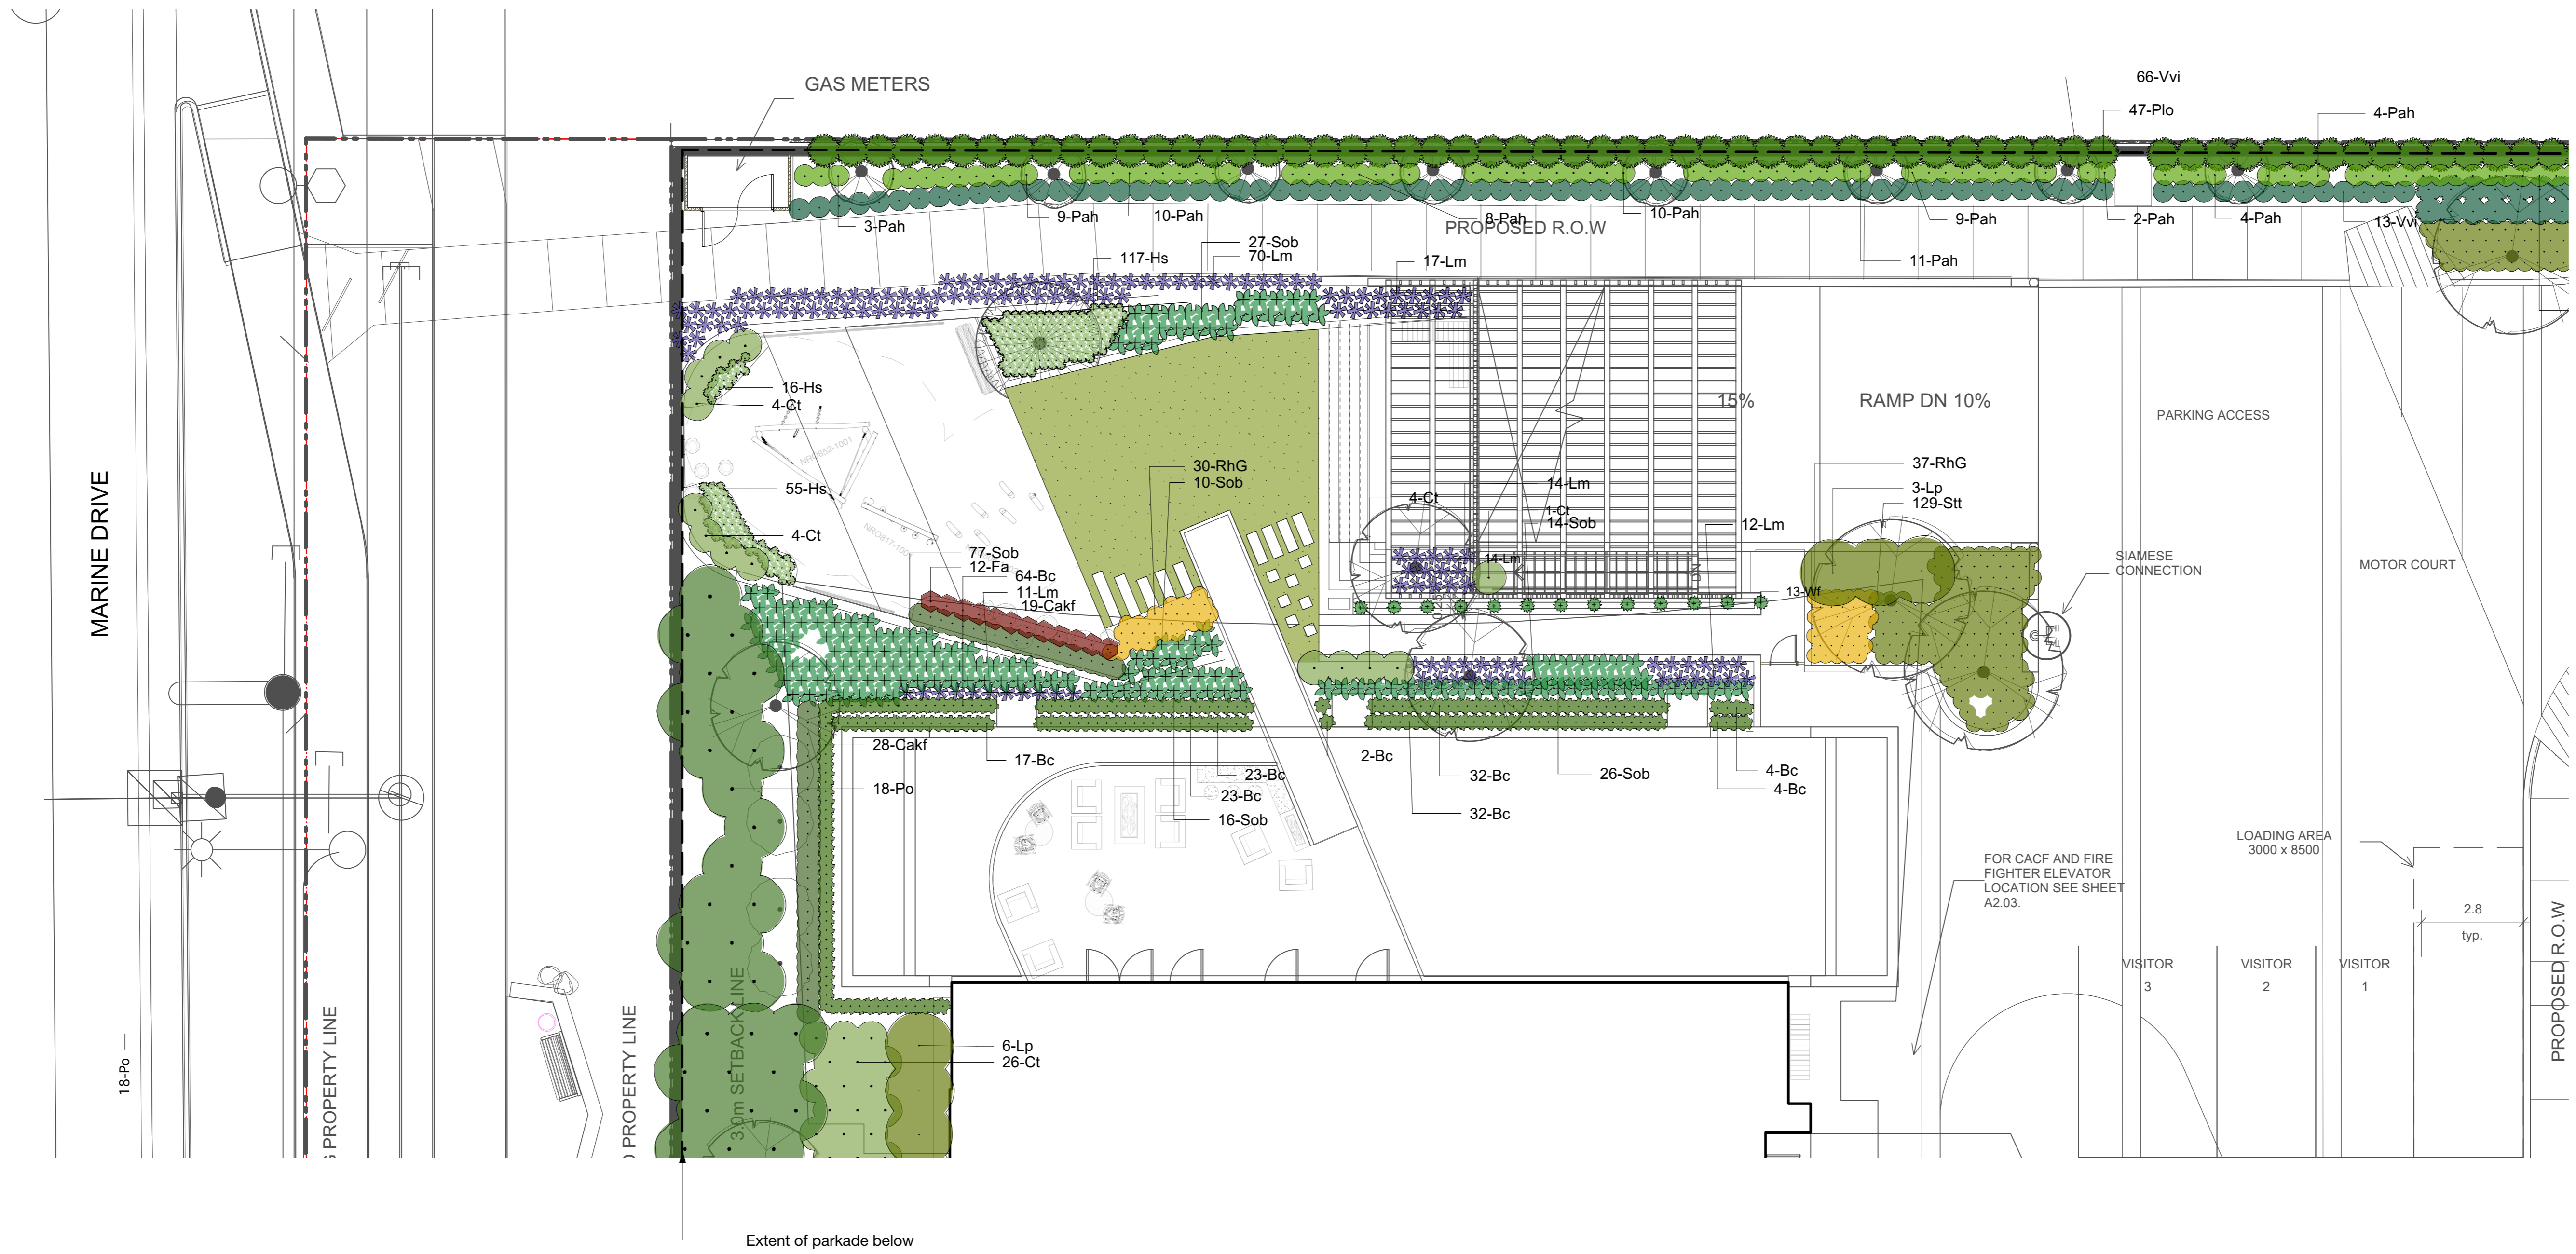 GAS METERS
66-Vvi
47-Plo
4-Pah
3-Pah
9-Pah
10-Pah
8-Pah
10-Pah
9-Pah
2-Pah
4-Pah
13-Vvi
PROPOSED R.O.W
11-Pah
27-Sob
70-Lm
117-Hs
17-Lm
16-Hs
4-Ct
15%
RAMP DN 10%
PARKING ACCESS
NRO852-1001
30-RhG
10-Sob
37-RhG
3-Lp
129-Stt
55-Hs
4-Ct
14-Lm
1-Ct
14-Sob
12-Lm
MARINE DRIVE
NRO817-100
4-Ct
77-Sob
12-Fa
64-Bc
11-Lm
19-Cakf
14-Lm
DN
13-Wf
SIAMESE
CONNECTION
MOTOR COURT
28-Cakf
17-Bc
18-Po
23-Bc
23-Bc
16-Sob
2-Bc
32-Bc
32-Bc
26-Sob
4-Bc
4-Bc
LOADING AREA
3000 x 8500
FOR CACF AND FIRE
FIGHTER ELEVATOR
LOCATION SEE SHEET
A2.03.
2.8
typ.
VISITOR
3
VISITOR
2
VISITOR
1
PROPOSED R.O.W
18-Po
PROPERTY LINE
PROPERTY LINE
3.0m SETBACK LINE
6-Lp
26-Ct
Extent of parkade below